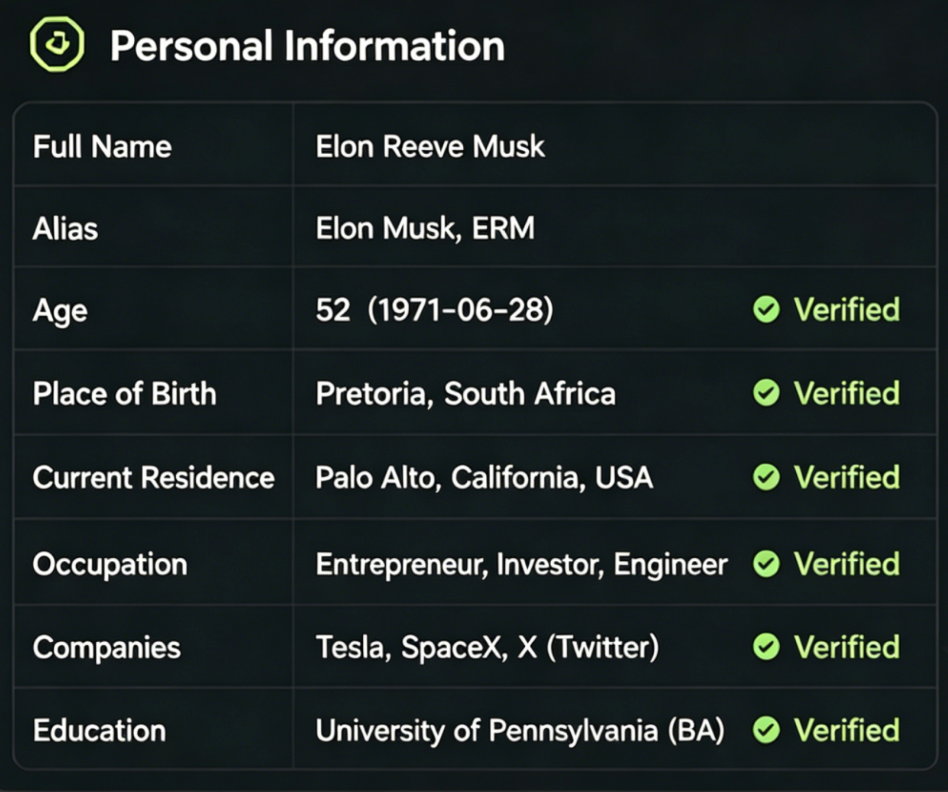 Personal Information
Full Name Elon Reeve Musk
Alias Elon Musk, ERM
Age 52 (1971-06-28) Verified
Place of Birth Pretoria, South Africa Verified
Current Residence Palo Alto, California, USA Verified
Occupation Entrepreneur, Investor, Engineer Verified
Companies Tesla, SpaceX, X (Twitter) Verified
Education University of Pennsylvania (BA) Verified